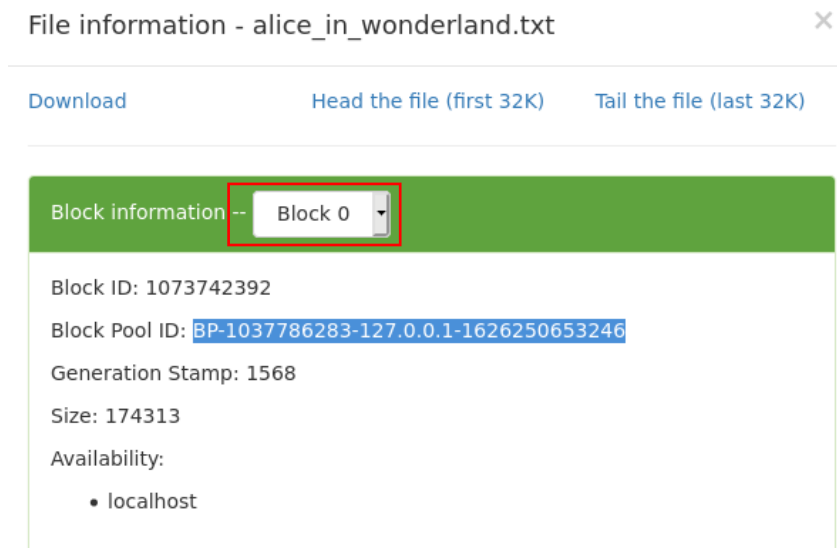 File information - alice_in_wonderland.txt ×
Download Head the file (first 32K) Tail the file (last 32K)
Block information -- Block 0
Block ID: 1073742392
Block Pool ID: BP-1037786283-127.0.0.1-1626250653246
Generation Stamp: 1568
Size: 174313
Availability:
• localhost